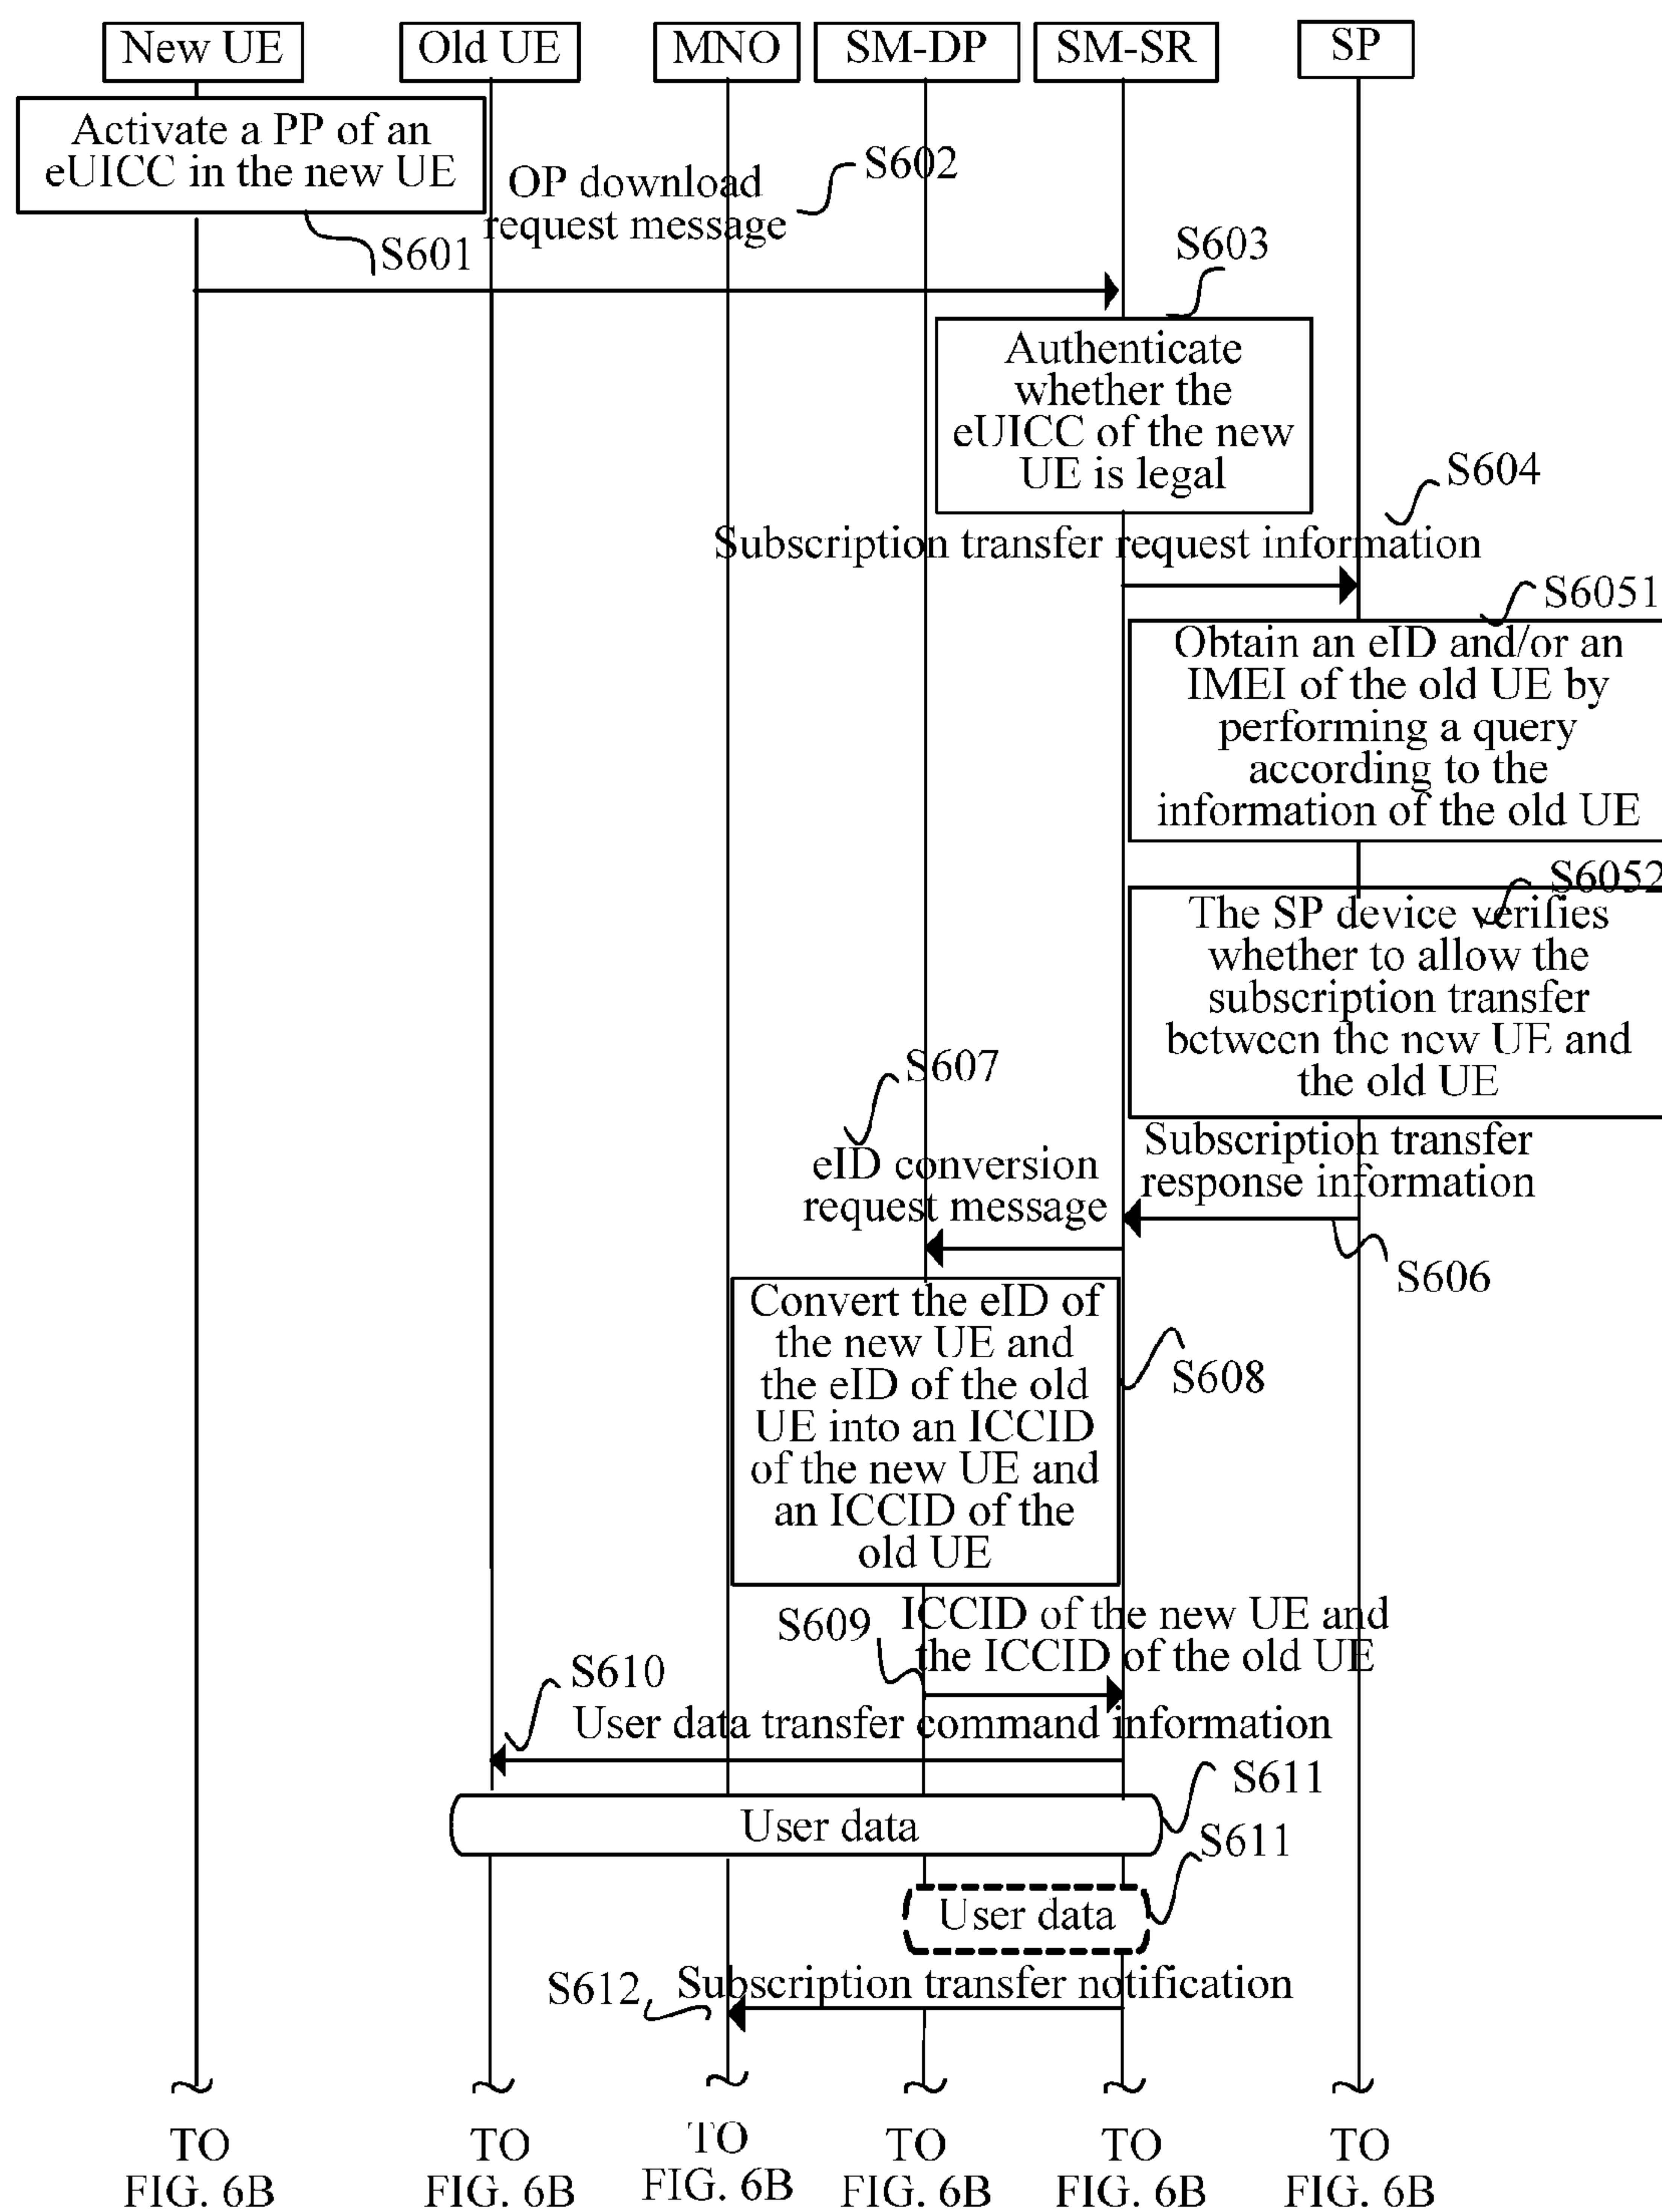 New UE
Old UE
MNO
SM-DP
SM-SR
SP
Activate a PP of an
eUICC in the new UE
S601
OP download
request message
S602
S603
Authenticate
whether the
eUICC of the new
UE is legal
S604
Subscription transfer request information
S6051
Obtain an eID and/or an
IMEI of the old UE by
performing a query
according to the
information of the old UE
S6052
The SP device verifies
whether to allow the
subscription transfer
between the new UE and
the old UE
Subscription transfer
response information
S606
S607
eID conversion
request message
Convert the eID of
the new UE and
the eID of the old
UE into an ICCID
of the new UE and
an ICCID of the
old UE
S608
S609
ICCID of the new UE and
the ICCID of the old UE
S610
User data transfer command information
S611
User data
S611
User data
S612
Subscription transfer notification
TO
FIG. 6B
TO
FIG. 6B
TO
FIG. 6B
TO
FIG. 6B
TO
FIG. 6B
TO
FIG. 6B